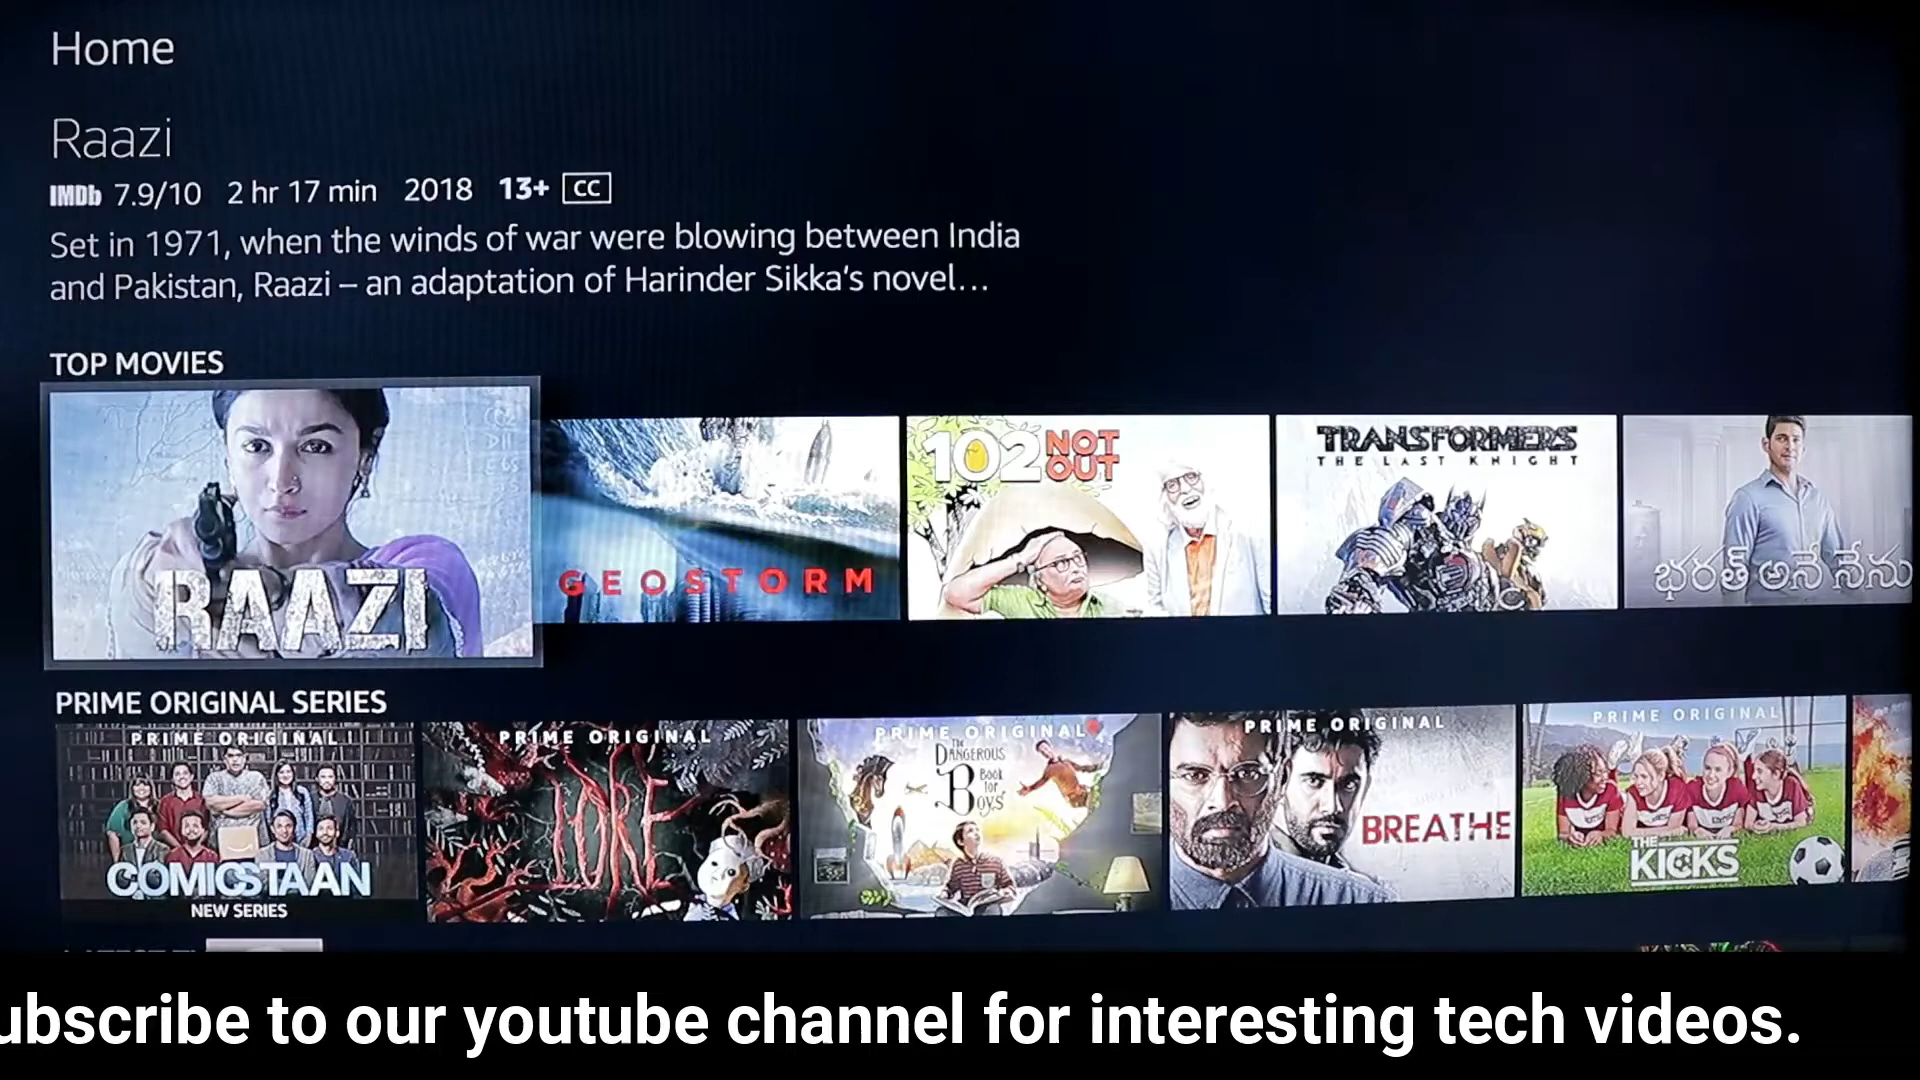 Home
Raazi
IMDb 7.9/10 2 hr 17 min 2018 13+ CC
Set in 1971, when the winds of war were blowing between India
and Pakistan, Raazi – an adaptation of Harinder Sikka's novel...
TOP MOVIES
RAAZI
GEOSTORM
102 NOT OUT
TRANSFORMERS
THE LAST KNIGHT
భరత్ అనే నేను
PRIME ORIGINAL SERIES
PRIME ORIGINAL
COMICSTAAN
NEW SERIES
PRIME ORIGINAL
LORE
PRIME ORIGINAL
The
DANGEROUS
Book
for
Boys
PRIME ORIGINAL
BREATHE
PRIME ORIGINAL
THE
KICKS
ubscribe to our youtube channel for interesting tech videos.